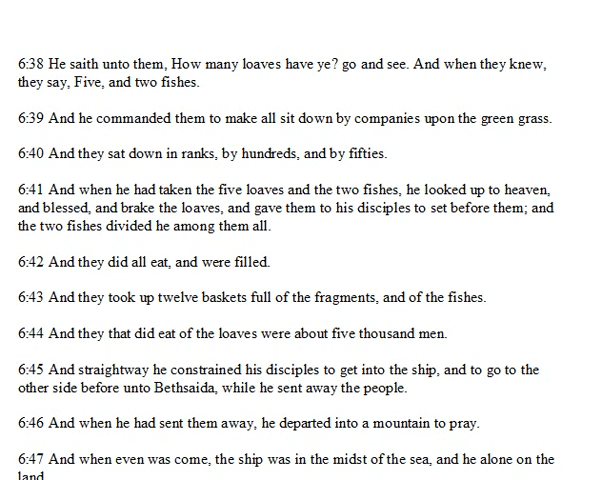 6:38 He saith unto them, How many loaves have ye? go and see. And when they knew,
they say, Five, and two fishes.
6:39 And he commanded them to make all sit down by companies upon the green grass.
6:40 And they sat down in ranks, by hundreds, and by fifties.
6:41 And when he had taken the five loaves and the two fishes, he looked up to heaven,
and blessed, and brake the loaves, and gave them to his disciples to set before them; and
the two fishes divided he among them all.
6:42 And they did all eat, and were filled.
6:43 And they took up twelve baskets full of the fragments, and of the fishes.
6:44 And they that did eat of the loaves were about five thousand men.
6:45 And straightway he constrained his disciples to get into the ship, and to go to the
other side before unto Bethsaida, while he sent away the people.
6:46 And when he had sent them away, he departed into a mountain to pray.
6:47 And when even was come, the ship was in the midst of the sea, and he alone on the
land.